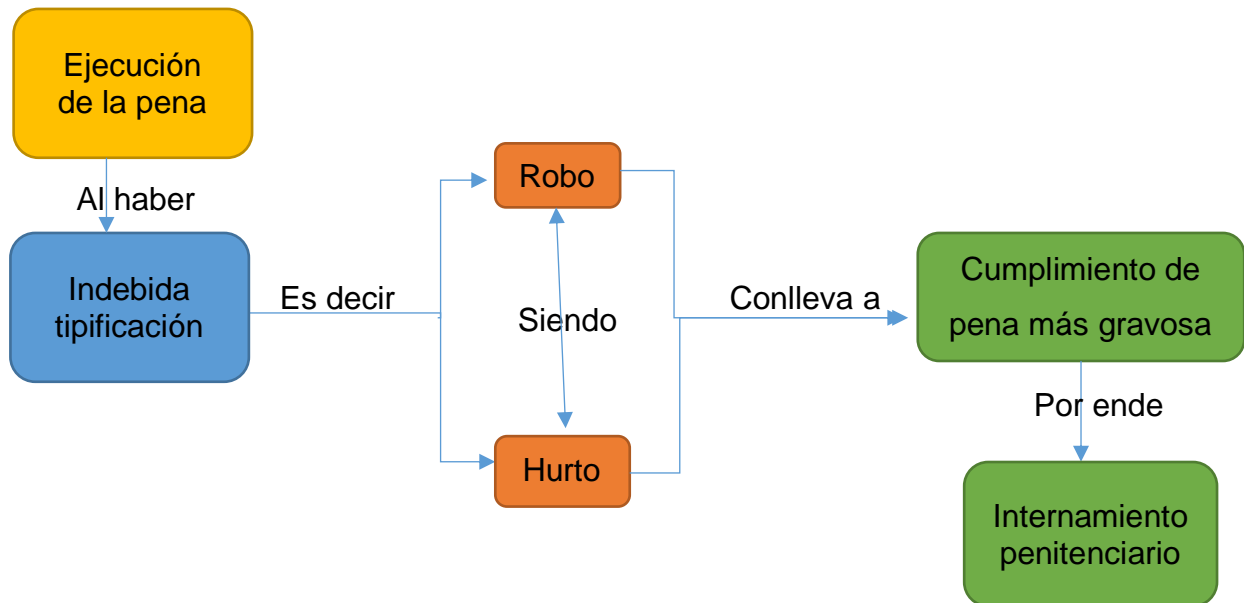 Ejecución
de la pena
Al haber
Indebida
tipificación
Es decir
Robo
Siendo
Hurto
Conlleva a
Cumplimiento de
pena más gravosa
Por ende
Internamiento
penitenciario